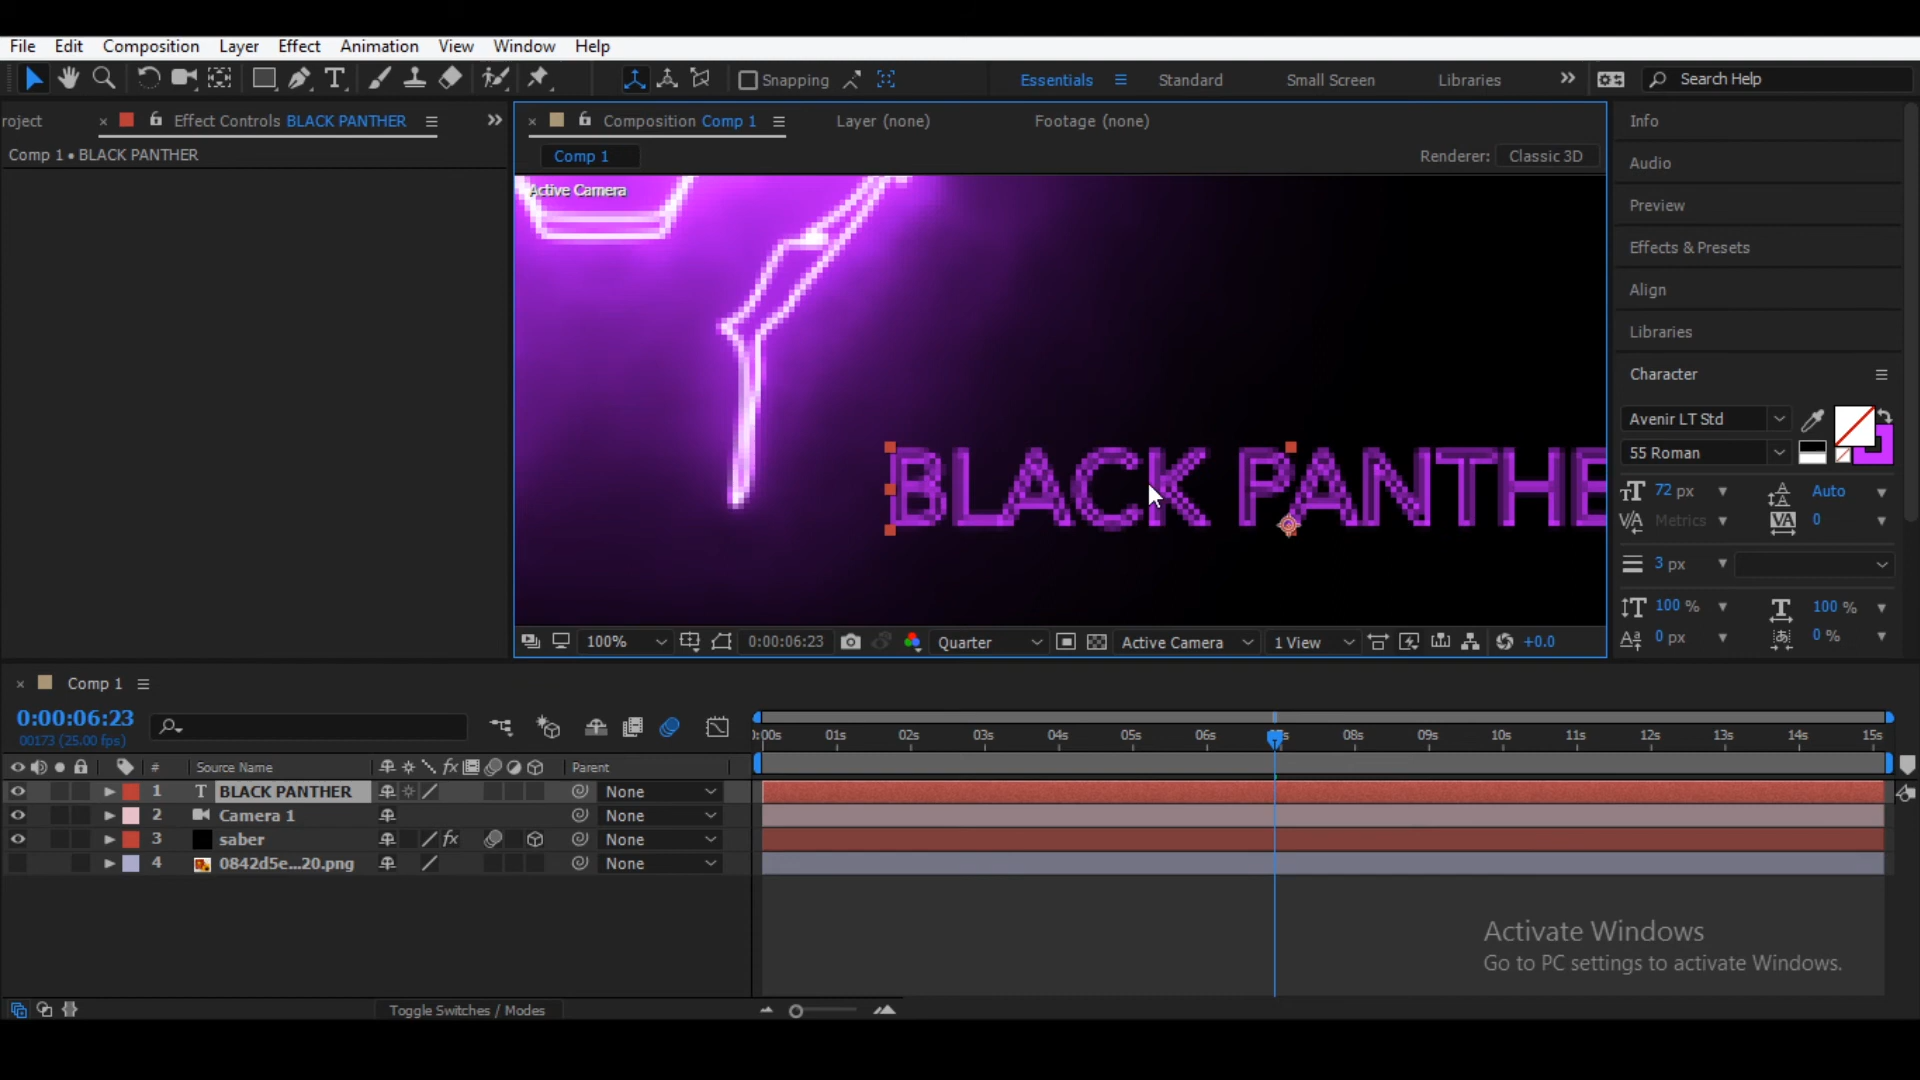 File Edit Composition Layer Effect Animation View Window Help
Snapping Essentials Standard Small Screen Libraries Search Help
roject Effect Controls BLACK PANTHER Composition Comp 1 Layer (none) Footage (none) Info
Comp 1 • BLACK PANTHER Comp 1 Renderer: Classic 3D
Audio
Active Camera
Preview
Effects & Presets
Align
Libraries
Character
Avenir LT Std
55 Roman
BLACK PANTHE
72 px Auto
Metrics 0
3 px
100 % 100 %
0 px 0 %
100% 0:00:06:23 Quarter Active Camera 1 View +0.0
Comp 1
0:00:06:23
00173 (25.00 fps)
:00s 01s 02s 03s 04s 05s 06s 08s 09s 10s 11s 12s 13s 14s 15s
# Source Name fx Parent
1 T BLACK PANTHER None
2 Camera 1 None
3 saber fx None
4 0842d5e...20.png None
Activate Windows
Go to PC settings to activate Windows.
Toggle Switches / Modes